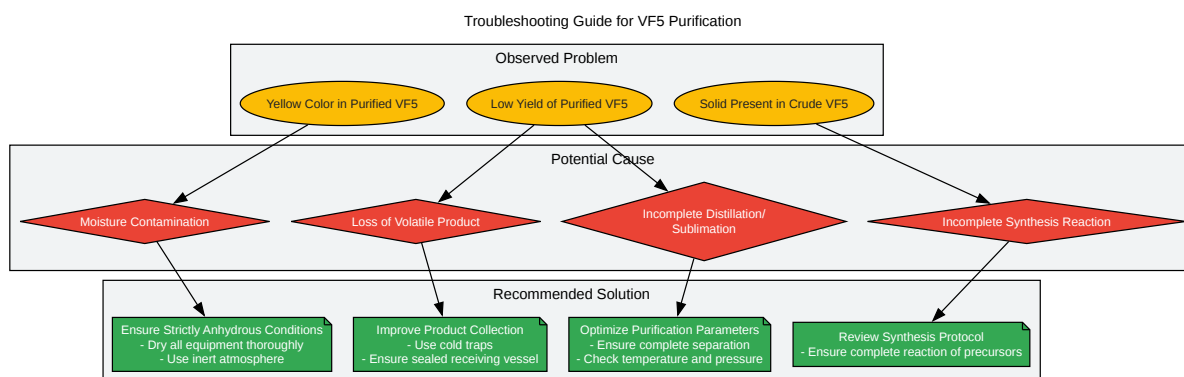 Troubleshooting Guide for VF5 Purification
Observed Problem
Yellow Color in Purified VF5
Low Yield of Purified VF5
Solid Present in Crude VF5
Potential Cause
Moisture Contamination
Loss of Volatile Product
Incomplete Distillation/
Sublimation
Incomplete Synthesis Reaction
Recommended Solution
Ensure Strictly Anhydrous Conditions
- Dry all equipment thoroughly
- Use inert atmosphere
Improve Product Collection
- Use cold traps
- Ensure sealed receiving vessel
Optimize Purification Parameters
- Ensure complete separation
- Check temperature and pressure
Review Synthesis Protocol
- Ensure complete reaction of precursors